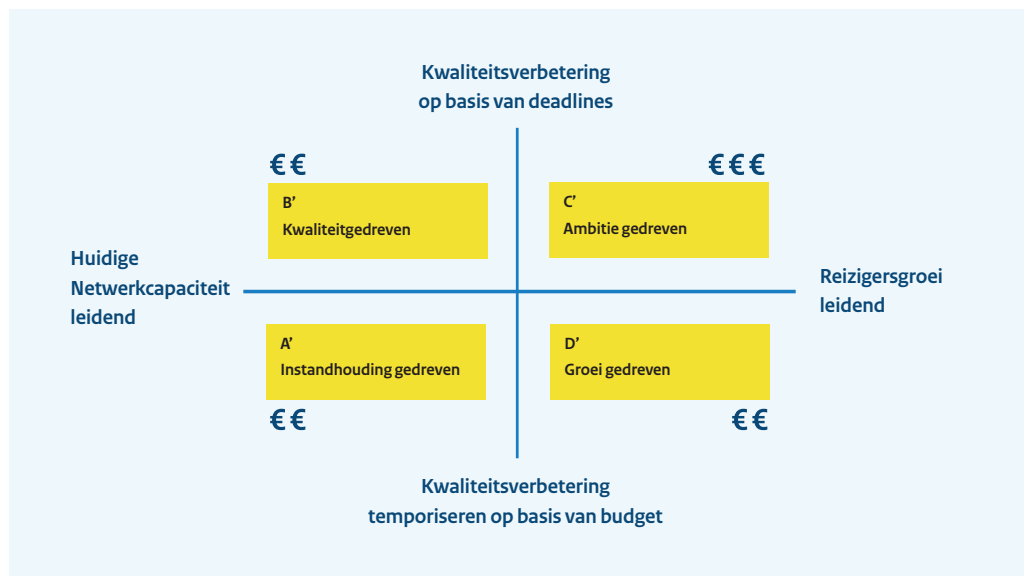 Kwaliteitsverbetering
op basis van deadlines
€ €
€ € €
B’
Kwaliteitgedreven
C’
Ambitie gedreven
Huidige
Netwerkcapaciteit
leidend
Reizigersgroei
leidend
A’
Instandhouding gedreven
D’
Groei gedreven
€ €
€ €
Kwaliteitsverbetering
temporiseren op basis van budget